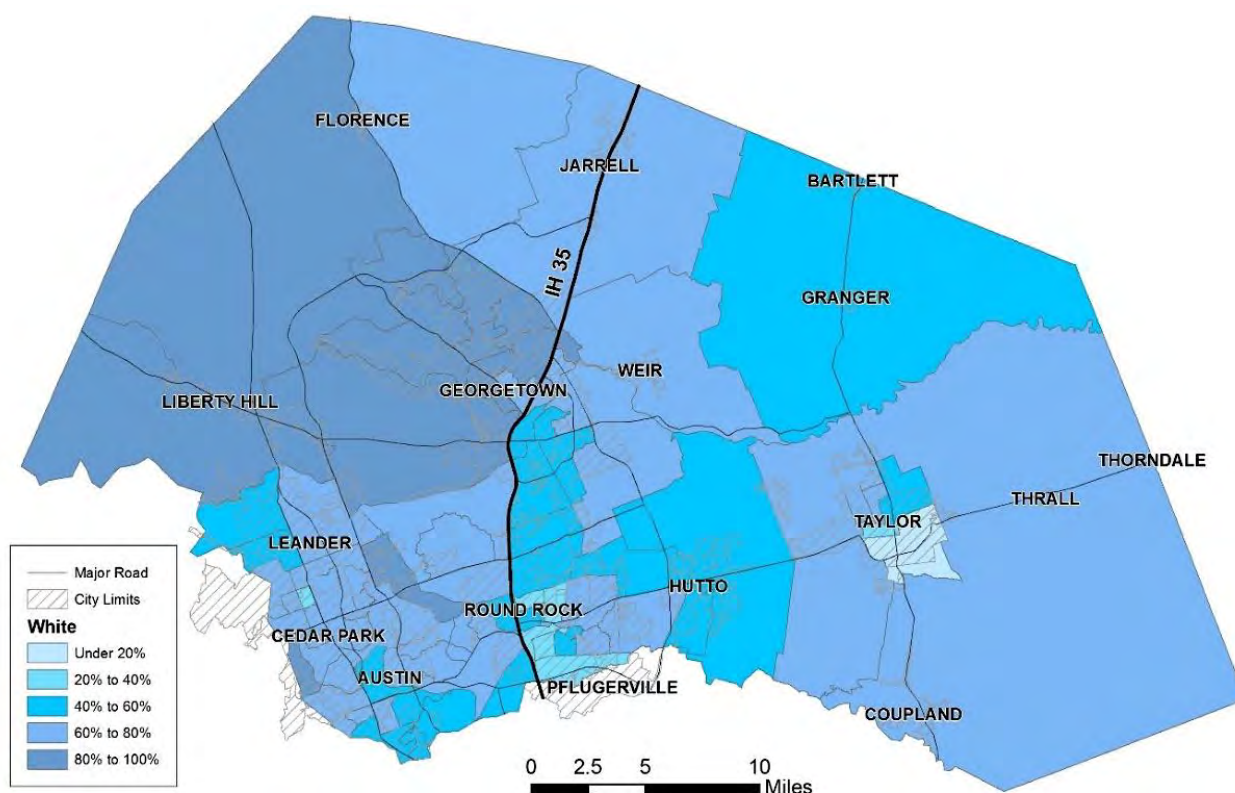 FLORENCE
JARRELL
BARTLETT
IH 35
GRANGER
WEIR
GEORGETOWN
LIBERTY HILL
THORNDALE
THRALL
TAYLOR
LEANDER
HUTTO
ROUND ROCK
CEDAR PARK
AUSTIN
PFLUGERVILLE
COUPLAND
Major Road
City Limits
White
Under 20%
20% to 40%
40% to 60%
60% to 80%
80% to 100%
0 2.5 5 10
Miles